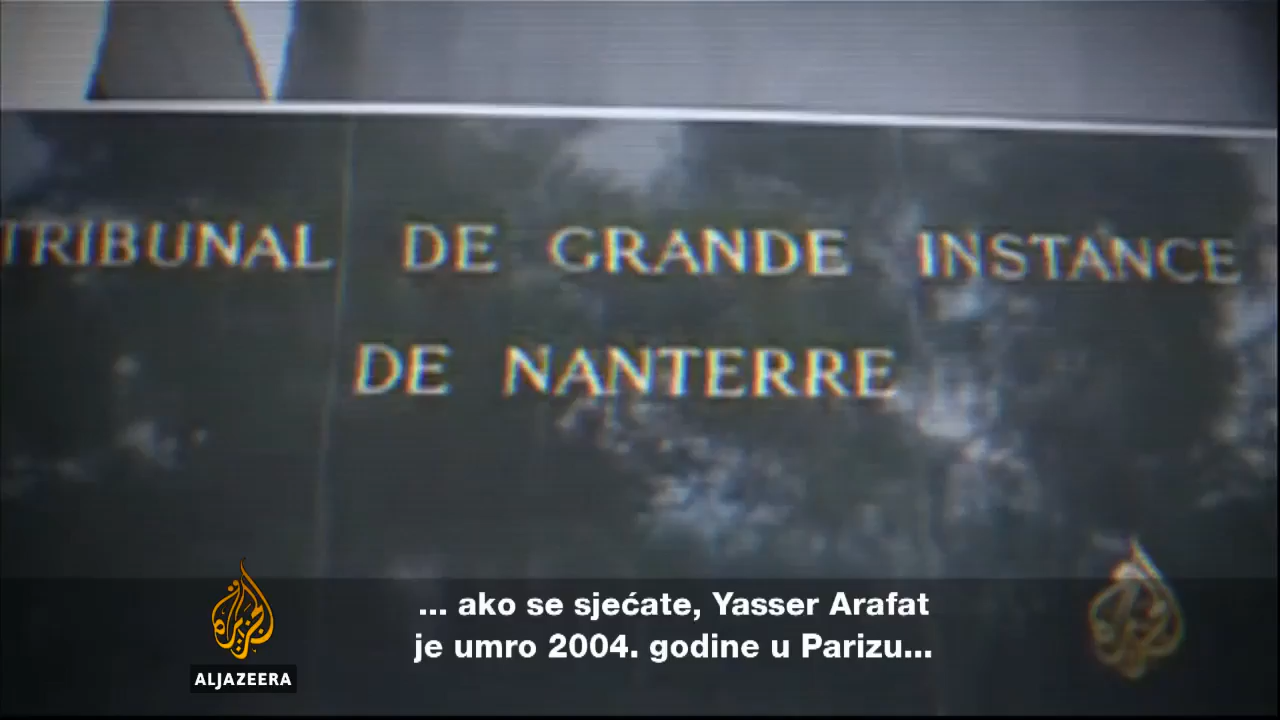 TRIBUNAL DE GRANDE INSTANCE
DE NANTERRE
... ako se sjećate, Yasser Arafat
je umro 2004. godine u Parizu...
ALJAZEERA